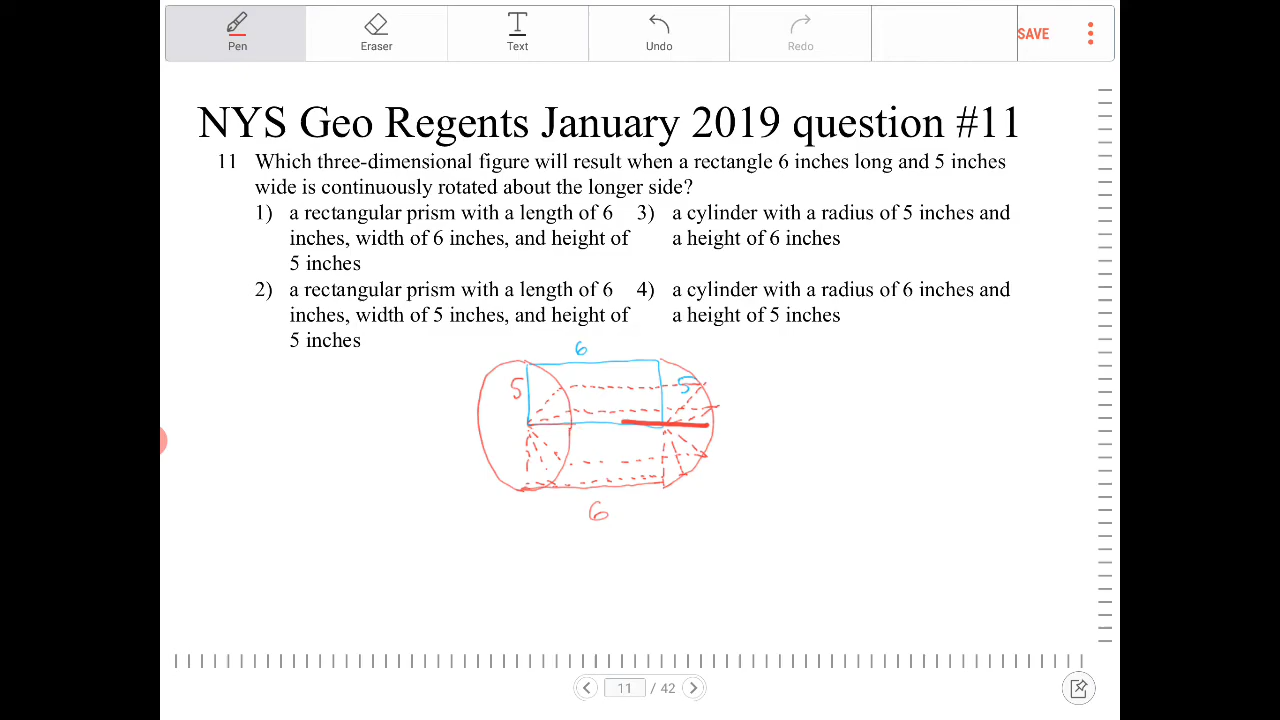 Pen Eraser Text Undo Redo SAVE
NYS Geo Regents January 2019 question #11
11 Which three-dimensional figure will result when a rectangle 6 inches long and 5 inches
wide is continuously rotated about the longer side?
1) a rectangular prism with a length of 6
inches, width of 6 inches, and height of
5 inches
2) a rectangular prism with a length of 6
inches, width of 5 inches, and height of
5 inches
3) a cylinder with a radius of 5 inches and
a height of 6 inches
4) a cylinder with a radius of 6 inches and
a height of 5 inches
6
5 5
6
11 / 42